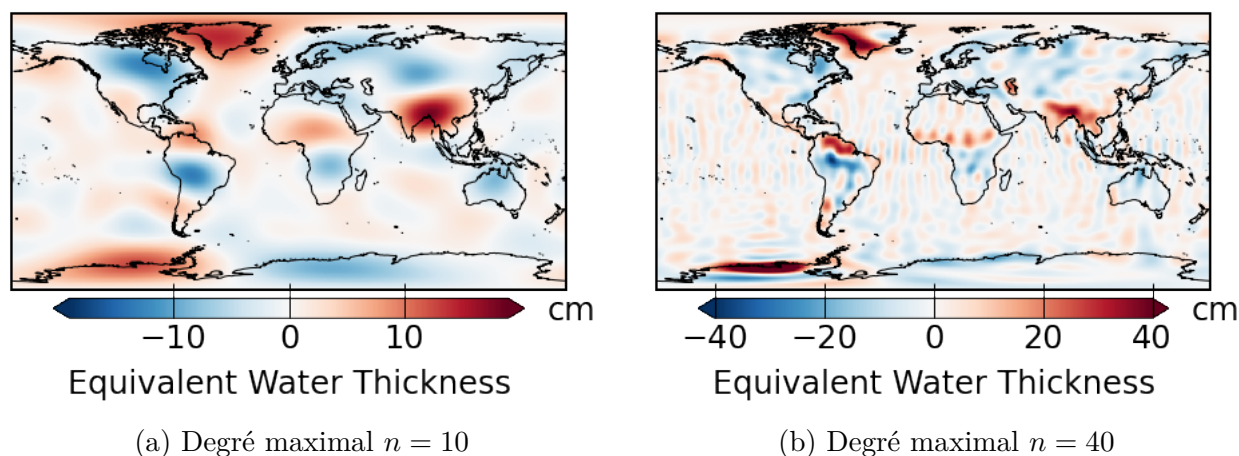 −10 0 10 cm
Equivalent Water Thickness
(a) Degré maximal n = 10
−40 −20 0 20 40 cm
Equivalent Water Thickness
(b) Degré maximal n = 40